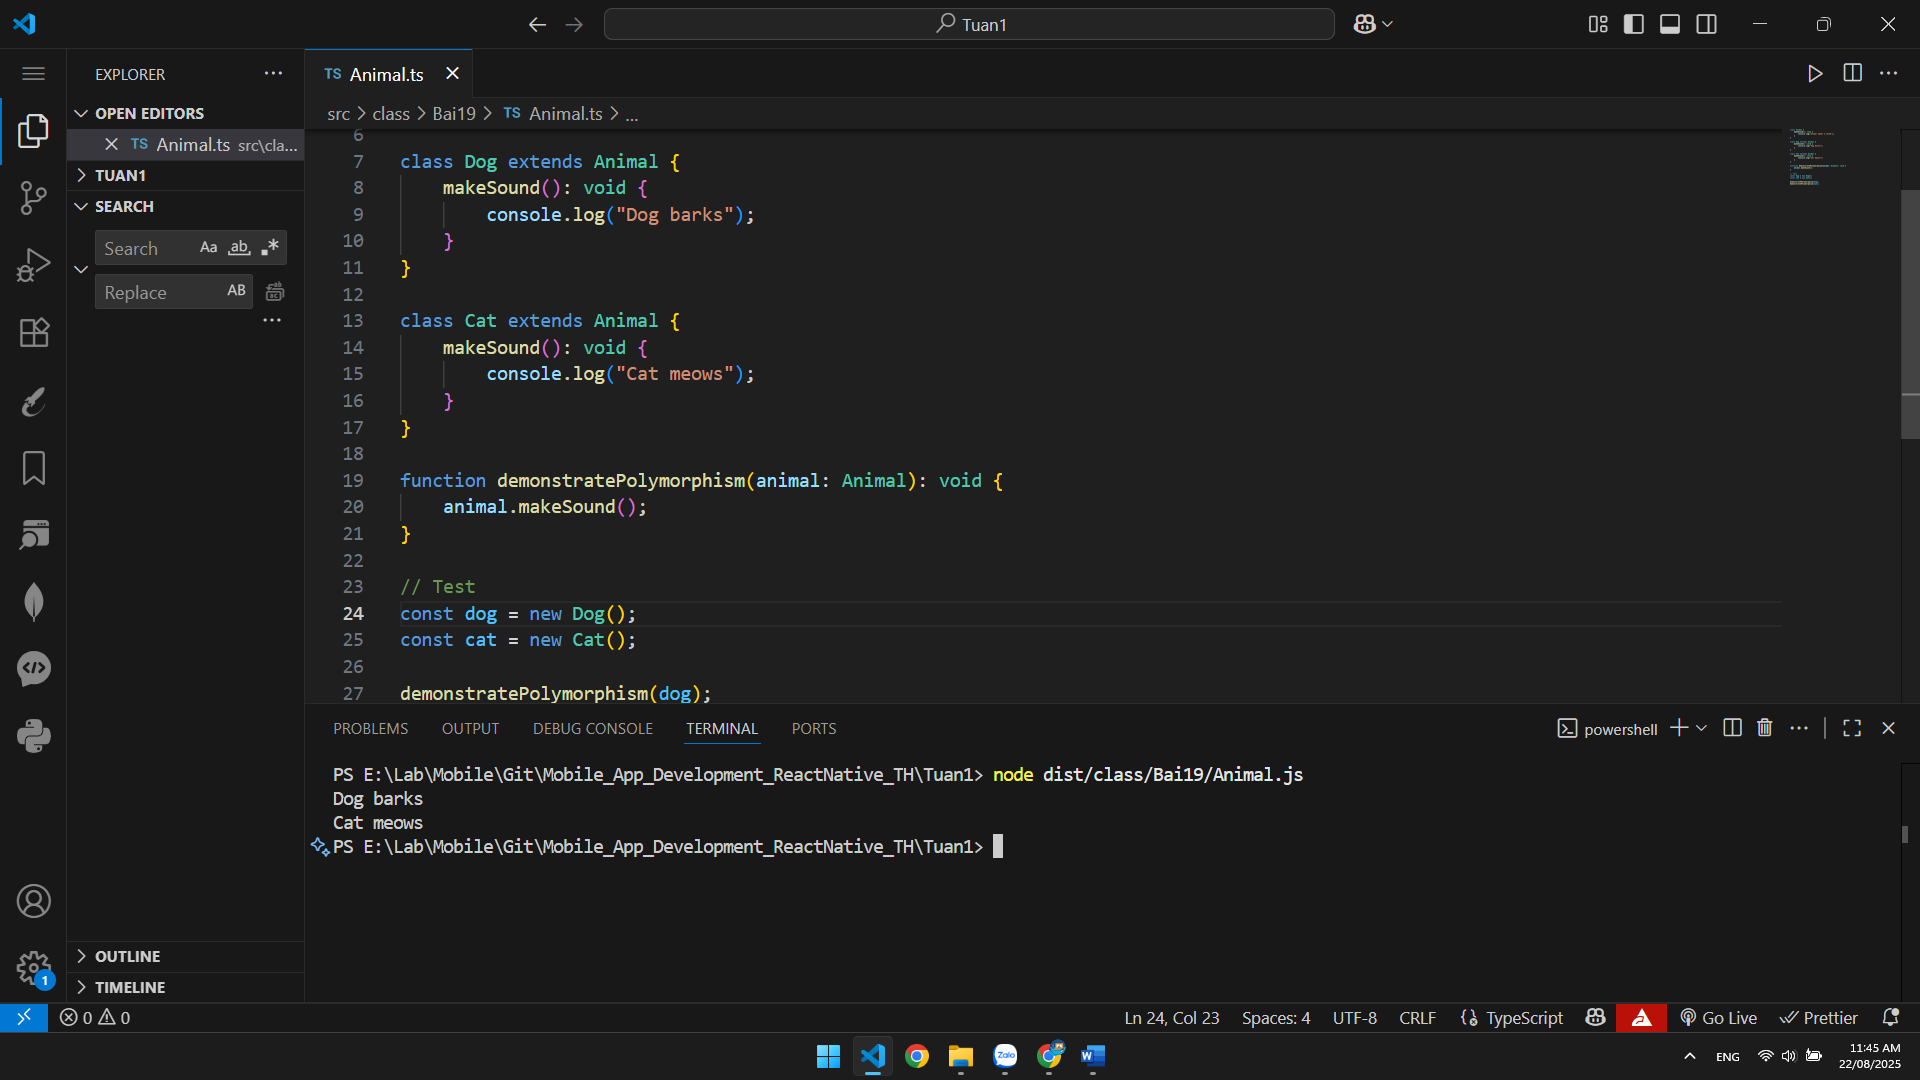 Tuan1
EXPLORER
OPEN EDITORS
TS Animal.ts src\cla...
TUAN1
SEARCH
Search Aa ab
Replace AB
OUTLINE
TIMELINE
TS Animal.ts
src > class > Bai19 > TS Animal.ts > ...
6
7 class Dog extends Animal {
8 makeSound(): void {
9 console.log("Dog barks");
10 }
11 }
12
13 class Cat extends Animal {
14 makeSound(): void {
15 console.log("Cat meows");
16 }
17 }
18
19 function demonstratePolymorphism(animal: Animal): void {
20 animal.makeSound();
21 }
22
23 // Test
24 const dog = new Dog();
25 const cat = new Cat();
26
27 demonstratePolymorphism(dog);
PROBLEMS OUTPUT DEBUG CONSOLE TERMINAL PORTS powershell
PS E:\Lab\Mobile\Git\Mobile_App_Development_ReactNative_TH\Tuan1> node dist/class/Bai19/Animal.js
Dog barks
Cat meows
PS E:\Lab\Mobile\Git\Mobile_App_Development_ReactNative_TH\Tuan1>
1
0 0 Ln 24, Col 23 Spaces: 4 UTF-8 CRLF TypeScript Go Live Prettier
Zalo
W
ENG
11:45 AM
22/08/2025